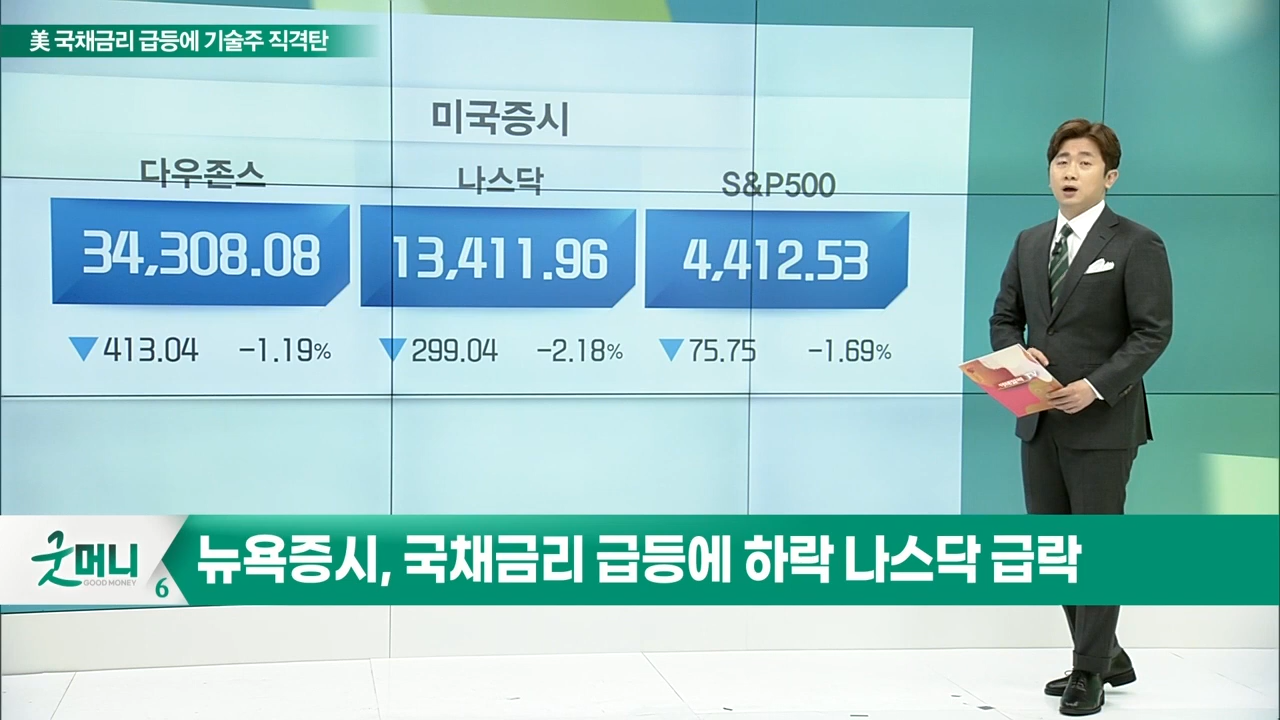 美 국채금리 급등에 기술주 직격탄
미국증시
다우존스 나스닥 S&P500
34,308.08 13,411.96 4,412.53
▼413.04 -1.19% ▼299.04 -2.18% ▼75.75 -1.69%
굿머니
GOOD MONEY
6
뉴욕증시, 국채금리 급등에 하락 나스닥 급락